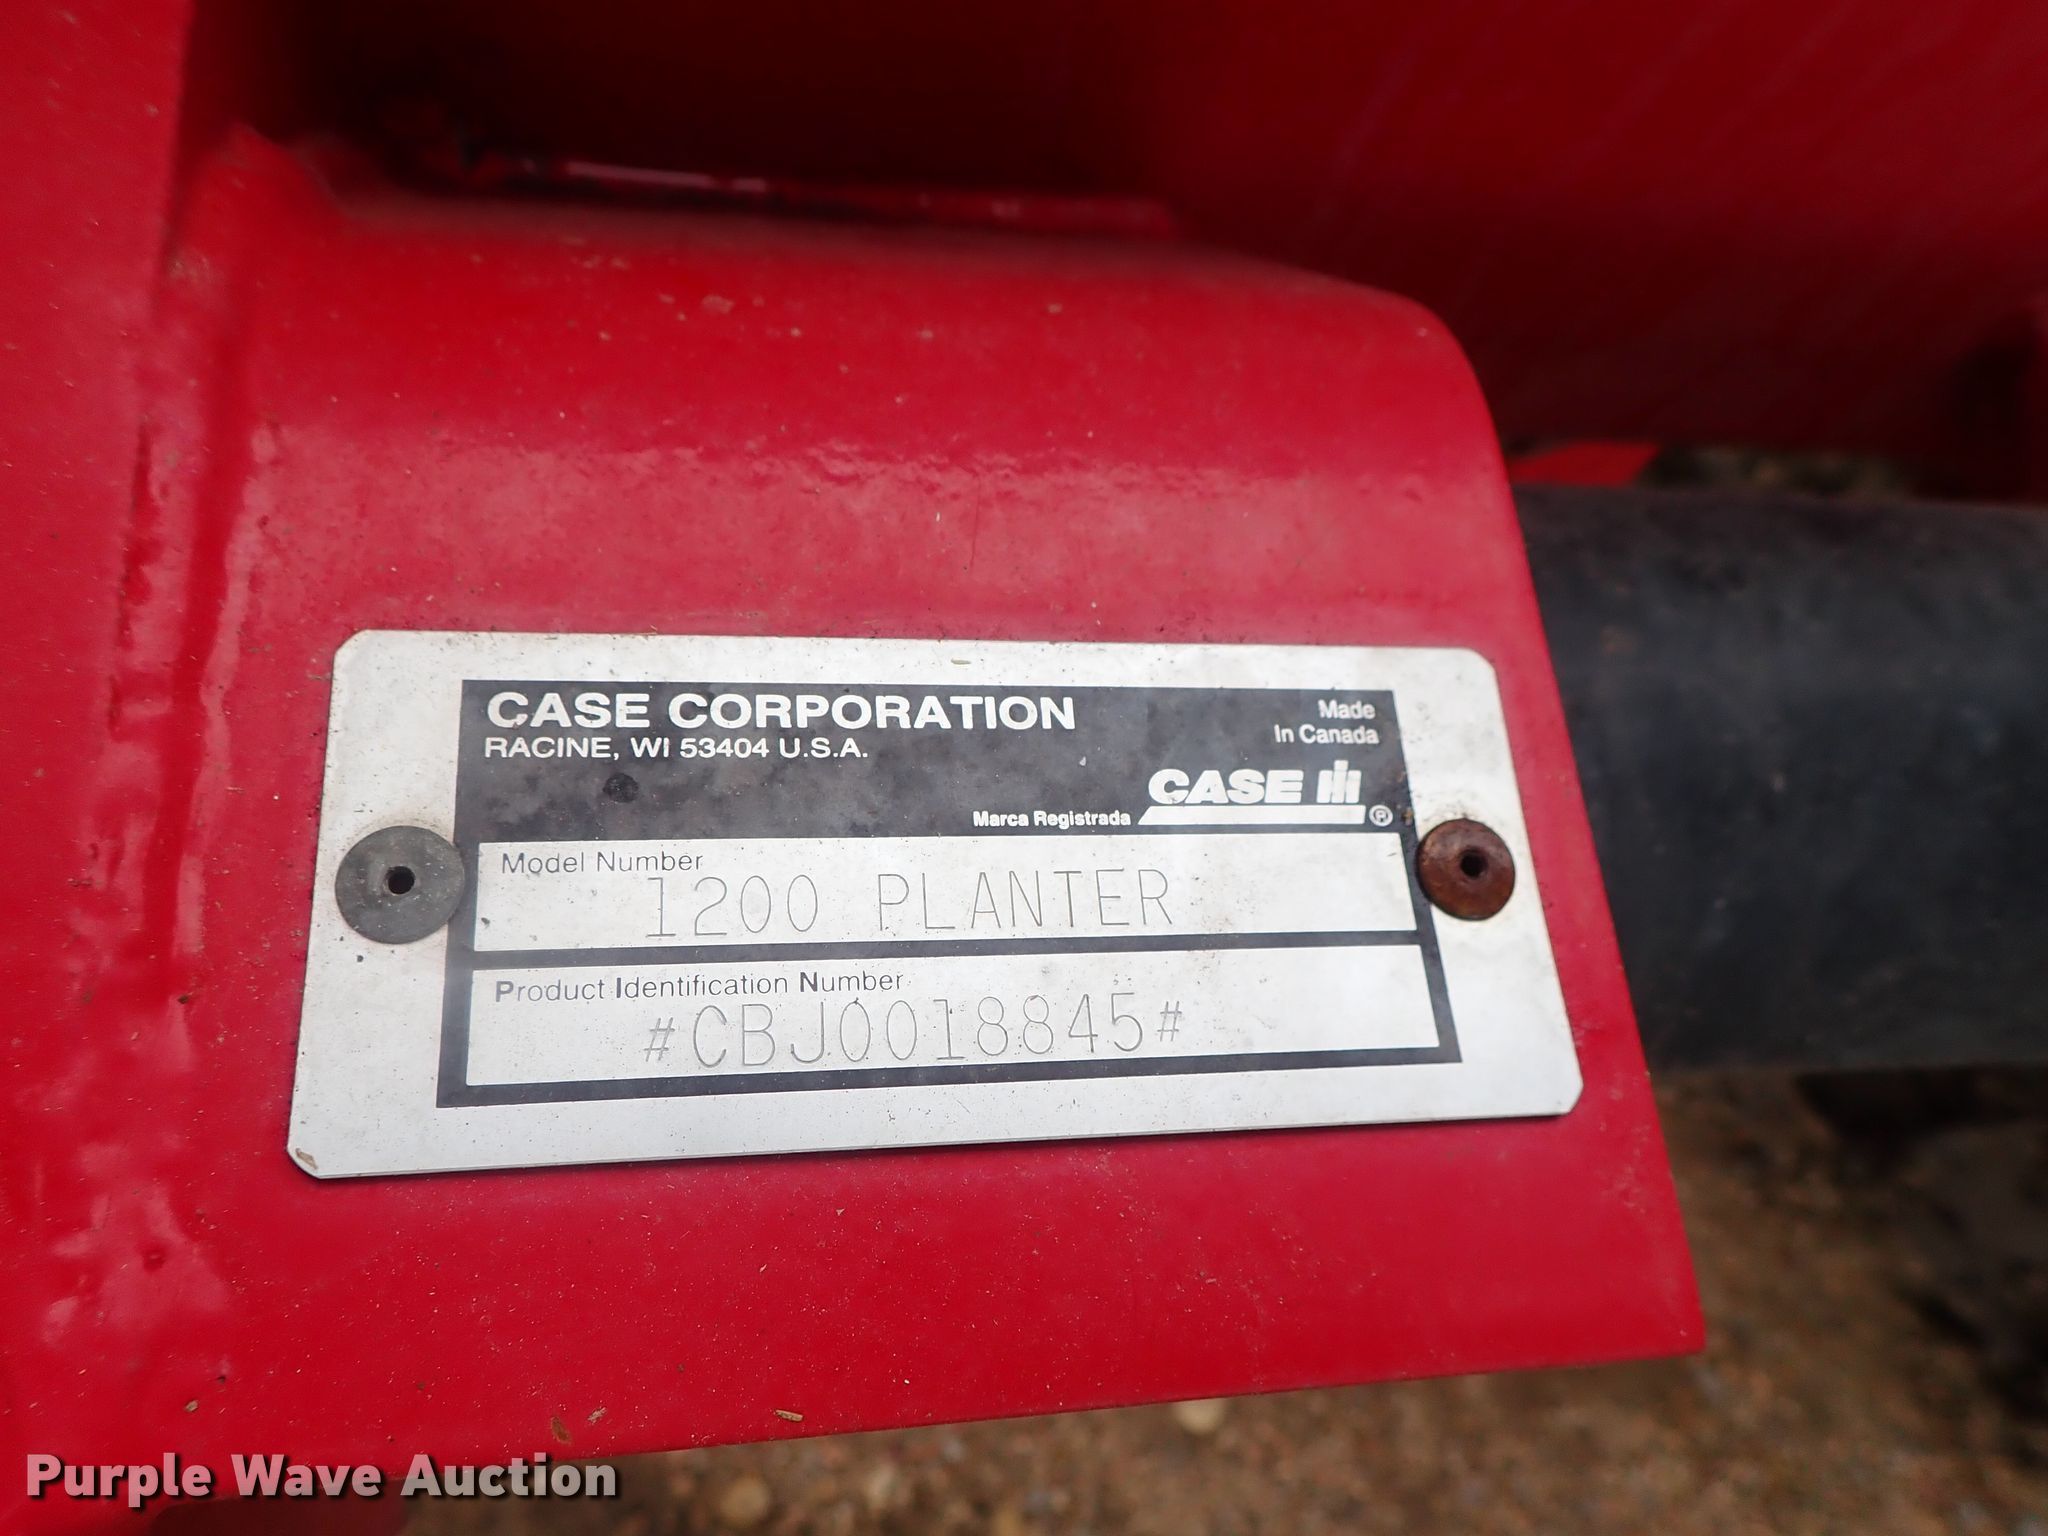 CASE CORPORATION
RACINE, WI 53404 U.S.A.
Made
In Canada
CASE IH
Marca Registrada ®
Model Number
1200 PLANTER
Product Identification Number
#CBJ0018845#
Purple Wave Auction